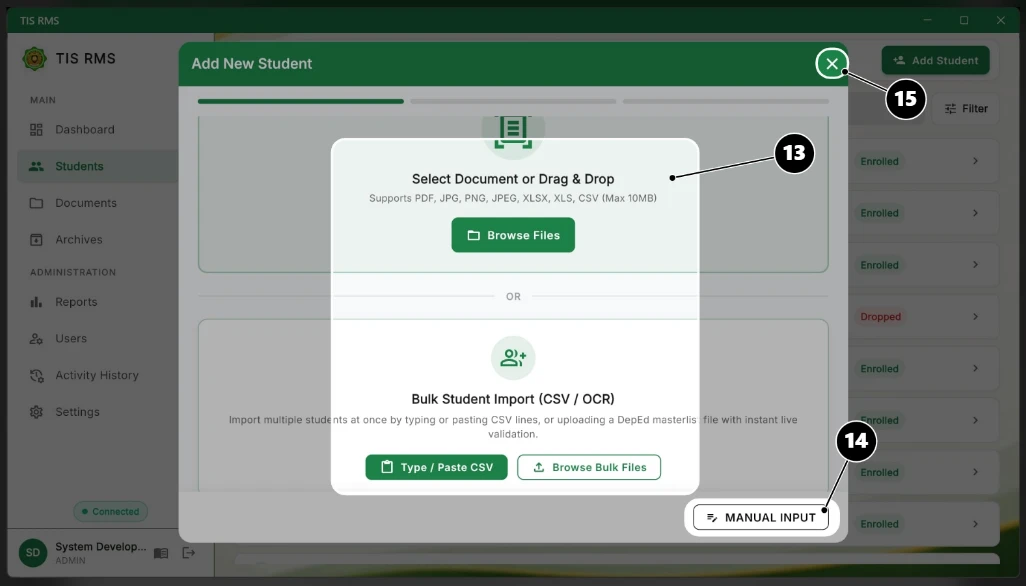 TIS RMS
TIS RMS
MAIN
Dashboard
Students
Documents
Archives
ADMINISTRATION
Reports
Users
Activity History
Settings
Connected
SD
System Develop...
ADMIN
Add New Student
15
Add Student
Filter
13
Select Document or Drag & Drop
Supports PDF, JPG, PNG, JPEG, XLSX, XLS, CSV (Max 10MB)
Browse Files
OR
Bulk Student Import (CSV / OCR)
Import multiple students at once by typing or pasting CSV lines, or uploading a DepEd masterlist file with instant live
validation.
Type / Paste CSV
Browse Bulk Files
14
MANUAL INPUT
Enrolled
Enrolled
Enrolled
Dropped
Enrolled
Enrolled
Enrolled
Enrolled